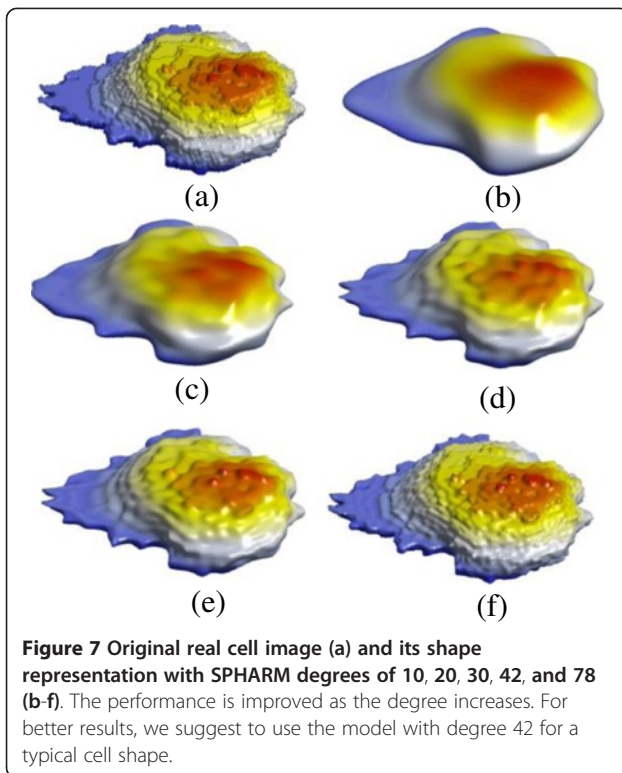 (a)
(b)
(c)
(d)
(e)
(f)
Figure 7 Original real cell image (a) and its shape
representation with SPHARM degrees of 10, 20, 30, 42, and 78
(b-f). The performance is improved as the degree increases. For
better results, we suggest to use the model with degree 42 for a
typical cell shape.